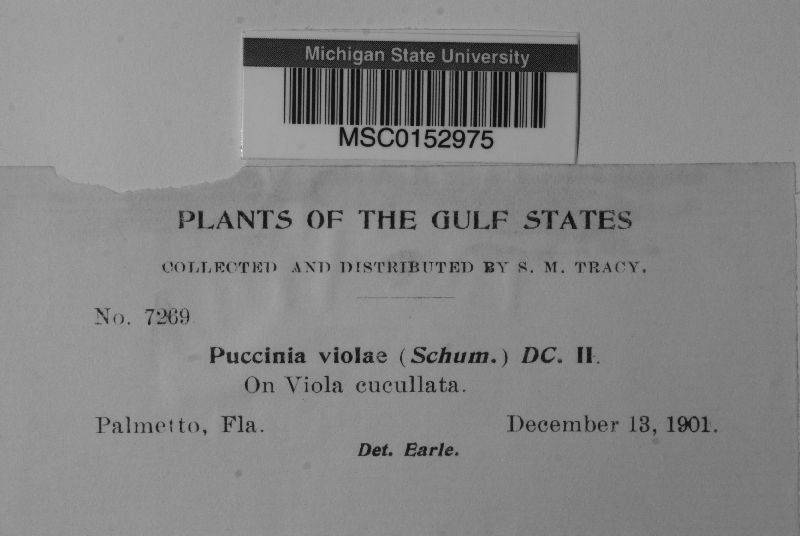 Michigan State University
MSC0152975
PLANTS OF THE GULF STATES
COLLECTED AND DISTRIBUTED BY S. M. TRACY.
No. 7269
Puccinia violae (Schum.) DC. II.
On Viola cucullata.
Palmetto, Fla. December 13, 1901.
Det. Earle.